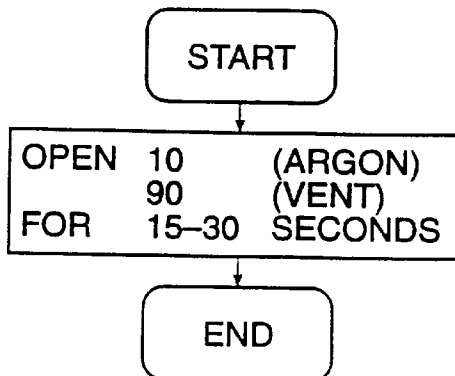 START
OPEN 10 (ARGON)
90 (VENT)
FOR 15–30 SECONDS
END